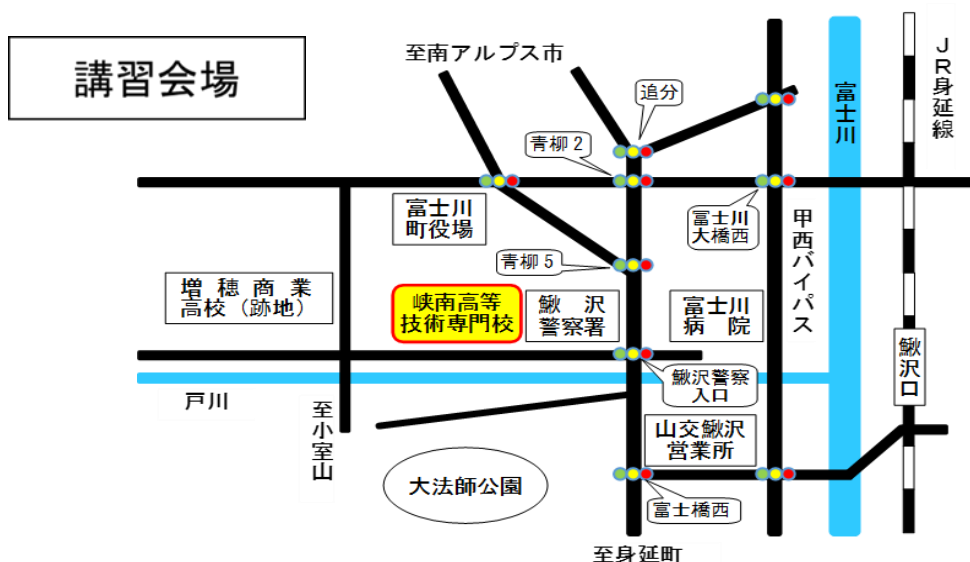 講習会場
至南アルプス市
JR身延線
追分
富士川
青柳2
富士川
町役場
富士川
大橋西
甲西バイパス
青柳5
増穂商業
高校（跡地）
峡南高等
技術専門校
鰍沢
警察署
富士川
病院
鰍沢口
鰍沢警察
入口
戸川
至小室山
山交鰍沢
営業所
大法師公園
富士橋西
至身延町